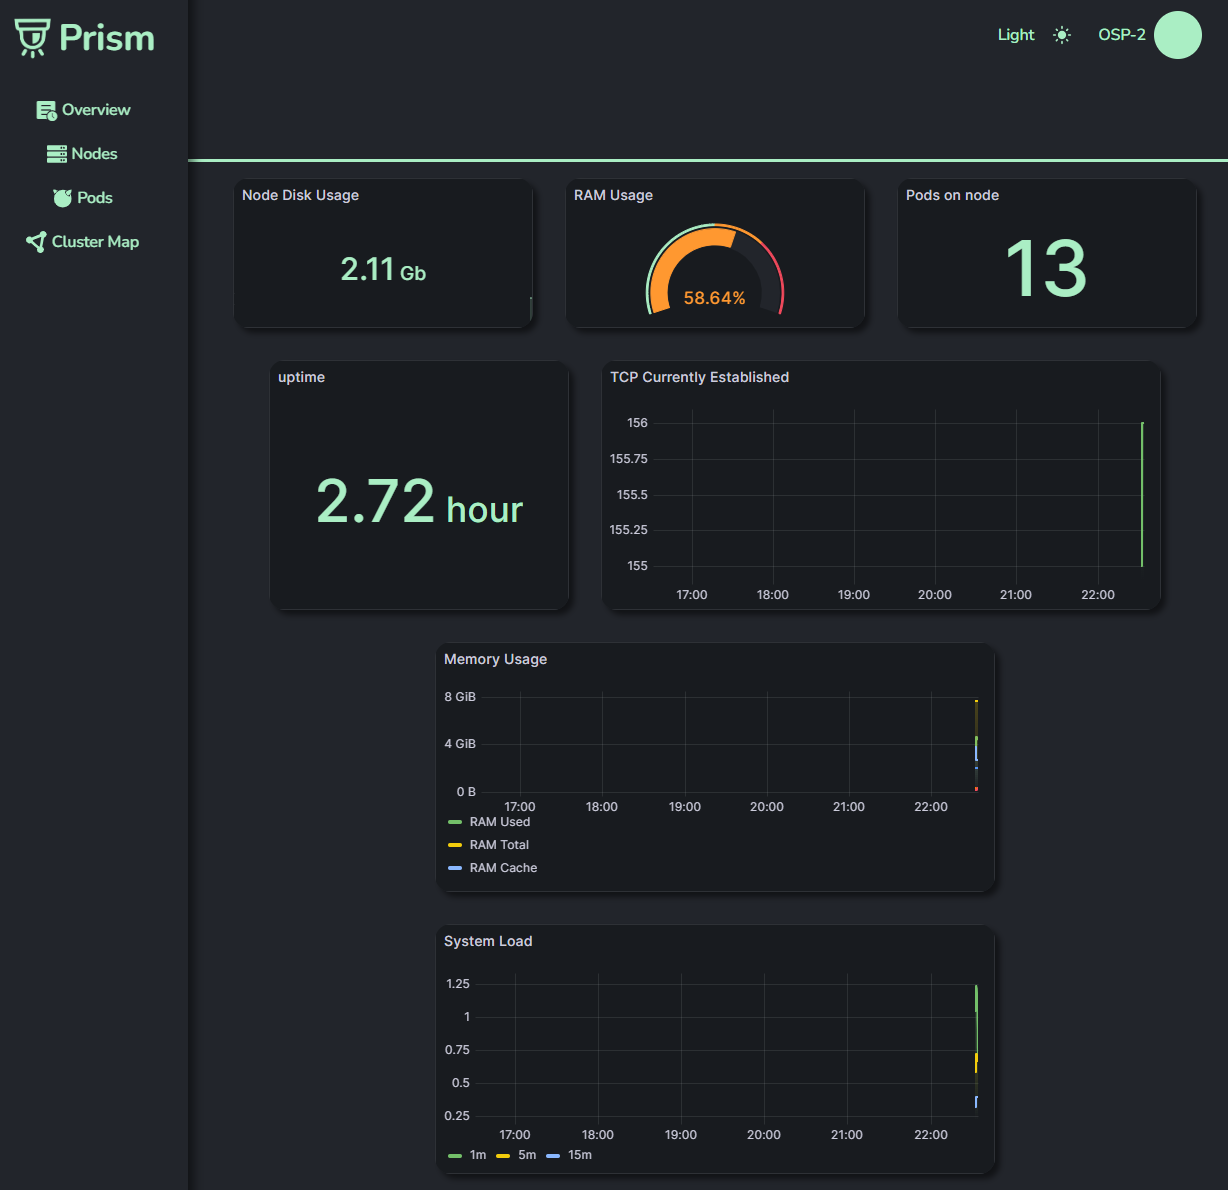 Prism
Light
OSP-2
Overview
Nodes
Pods
Cluster Map
Node Disk Usage
2.11 Gb
RAM Usage
58.64%
Pods on node
13
uptime
2.72 hour
TCP Currently Established
156
155.75
155.5
155.25
155
17:00 18:00 19:00 20:00 21:00 22:00
Memory Usage
8 GiB
4 GiB
0 B
17:00 18:00 19:00 20:00 21:00 22:00
RAM Used
RAM Total
RAM Cache
System Load
1.25
1
0.75
0.5
0.25
17:00 18:00 19:00 20:00 21:00 22:00
1m 5m 15m